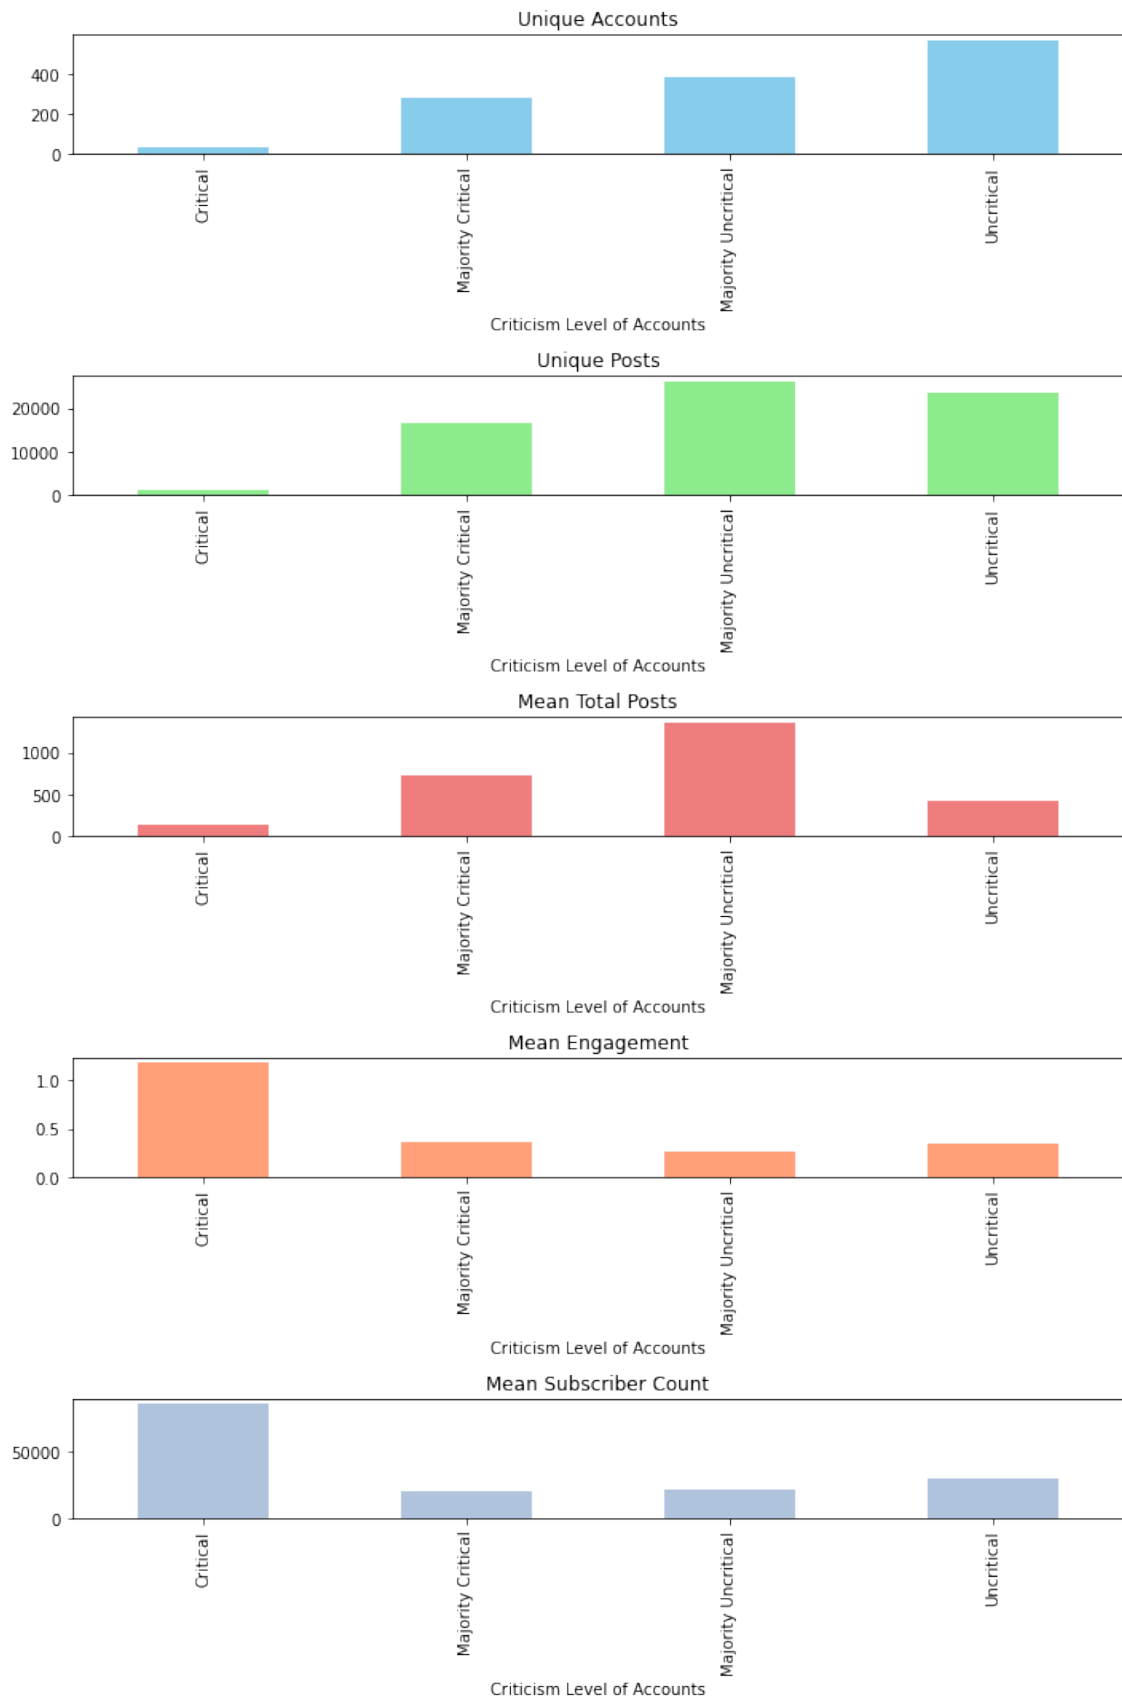 Unique Accounts
400
200
0
Critical
Majority Critical
Majority Uncritical
Uncritical
Criticism Level of Accounts
Unique Posts
20000
10000
0
Critical
Majority Critical
Majority Uncritical
Uncritical
Criticism Level of Accounts
Mean Total Posts
1000
500
0
Critical
Majority Critical
Majority Uncritical
Uncritical
Criticism Level of Accounts
Mean Engagement
1.0
0.5
0.0
Critical
Majority Critical
Majority Uncritical
Uncritical
Criticism Level of Accounts
Mean Subscriber Count
50000
0
Critical
Majority Critical
Majority Uncritical
Uncritical
Criticism Level of Accounts